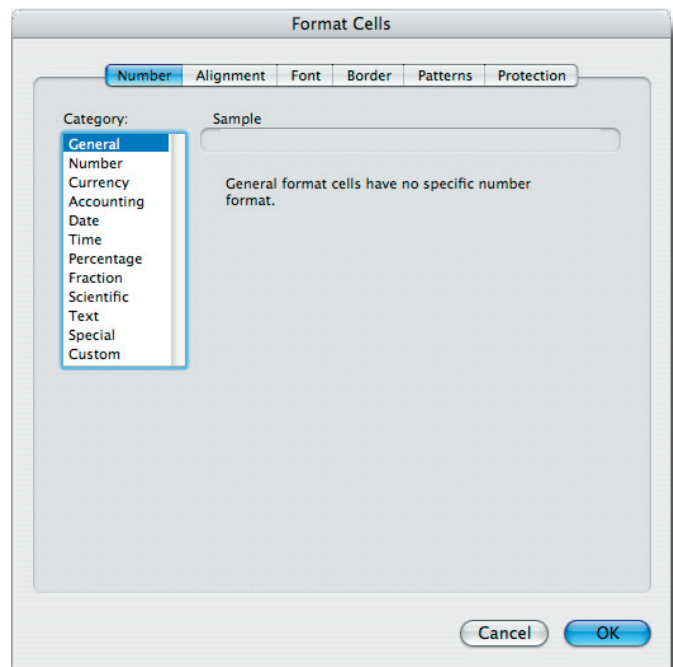 Format Cells
Number Alignment Font Border Patterns Protection
Category:
Sample
General
Number
Currency
Accounting
Date
Time
Percentage
Fraction
Scientific
Text
Special
Custom
General format cells have no specific number
format.
Cancel OK